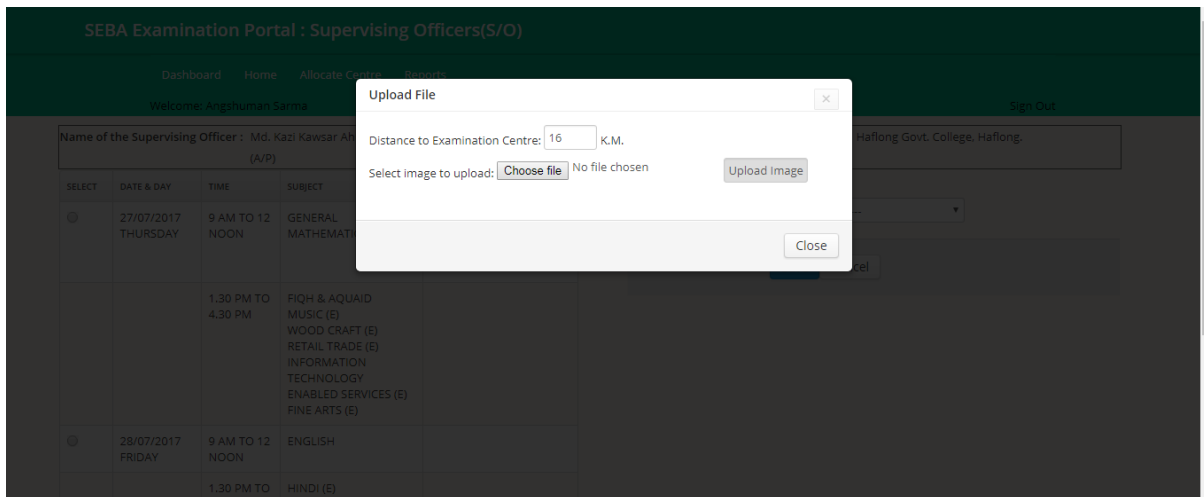 SEBA Examination Portal : Supervising Officers(S/O)
Dashboard Home Allocate Centre Reports
Welcome: Angshuman Sarma Sign Out
Upload File
×
Distance to Examination Centre: 16 K.M.
Select image to upload: Choose file No file chosen Upload Image
Close
Name of the Supervising Officer : Md. Kazi Kawsar Ah Haflong Govt. College, Haflong.
(A/P)
SELECT DATE & DAY TIME SUBJECT
27/07/2017 9 AM TO 12 GENERAL
THURSDAY NOON MATHEMATI
cel
1.30 PM TO FIQH & AQUAID
4.30 PM MUSIC (E)
WOOD CRAFT (E)
RETAIL TRADE (E)
INFORMATION
TECHNOLOGY
ENABLED SERVICES (E)
FINE ARTS (E)
28/07/2017 9 AM TO 12 ENGLISH
FRIDAY NOON
1.30 PM TO HINDI (E)